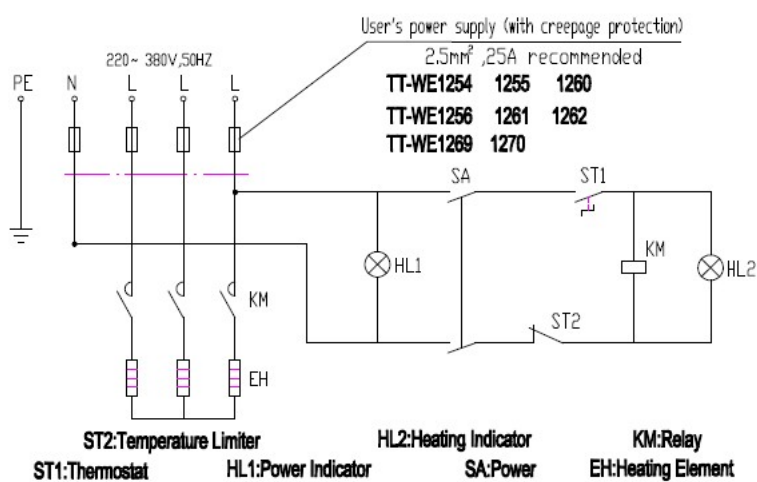 User's power supply (with creepage protection)
220~ 380V,50HZ
2.5mm² ,25A recommended
PE N L L L
TT-WE1254 1255 1260
TT-WE1256 1261 1262
TT-WE1269 1270
SA ST1
HL1 KM HL2
KM
ST2
EH
ST2:Temperature Limiter HL2:Heating Indicator KM:Relay
ST1:Thermostat HL1:Power Indicator SA:Power EH:Heating Element